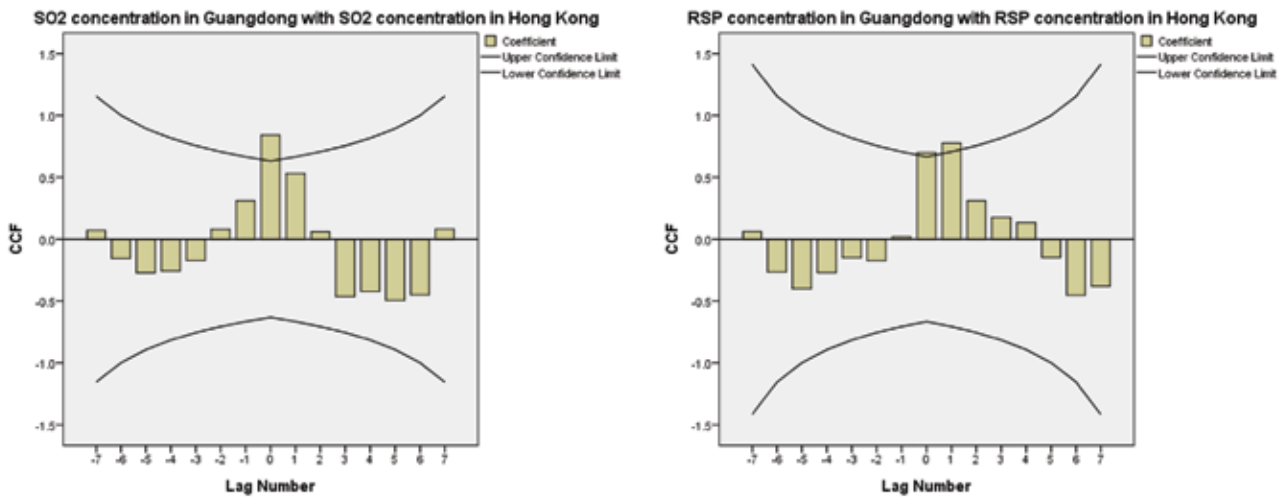 SO2 concentration in Guangdong with SO2 concentration in Hong Kong
Coefficient
Upper Confidence Limit
Lower Confidence Limit
1.5
1.0
0.5
0.0
-0.5
-1.0
-1.5
CCF
-7 -6 -5 -4 -3 -2 -1 0 1 2 3 4 5 6 7
Lag Number
RSP concentration in Guangdong with RSP concentration in Hong Kong
Coefficient
Upper Confidence Limit
Lower Confidence Limit
1.5
1.0
0.5
0.0
-0.5
-1.0
-1.5
CCF
-7 -6 -5 -4 -3 -2 -1 0 1 2 3 4 5 6 7
Lag Number